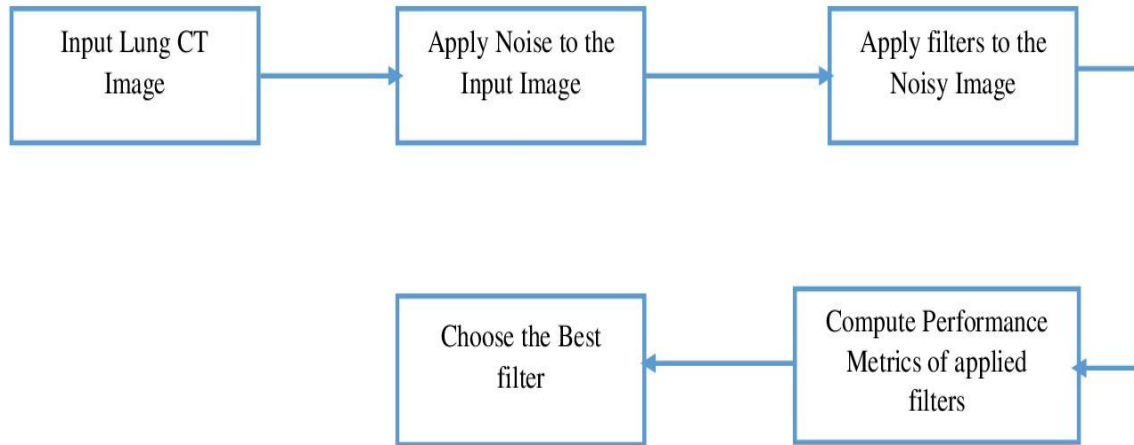 Input Lung CT
Image
Apply Noise to the
Input Image
Apply filters to the
Noisy Image
Compute Performance
Metrics of applied
filters
Choose the Best
filter